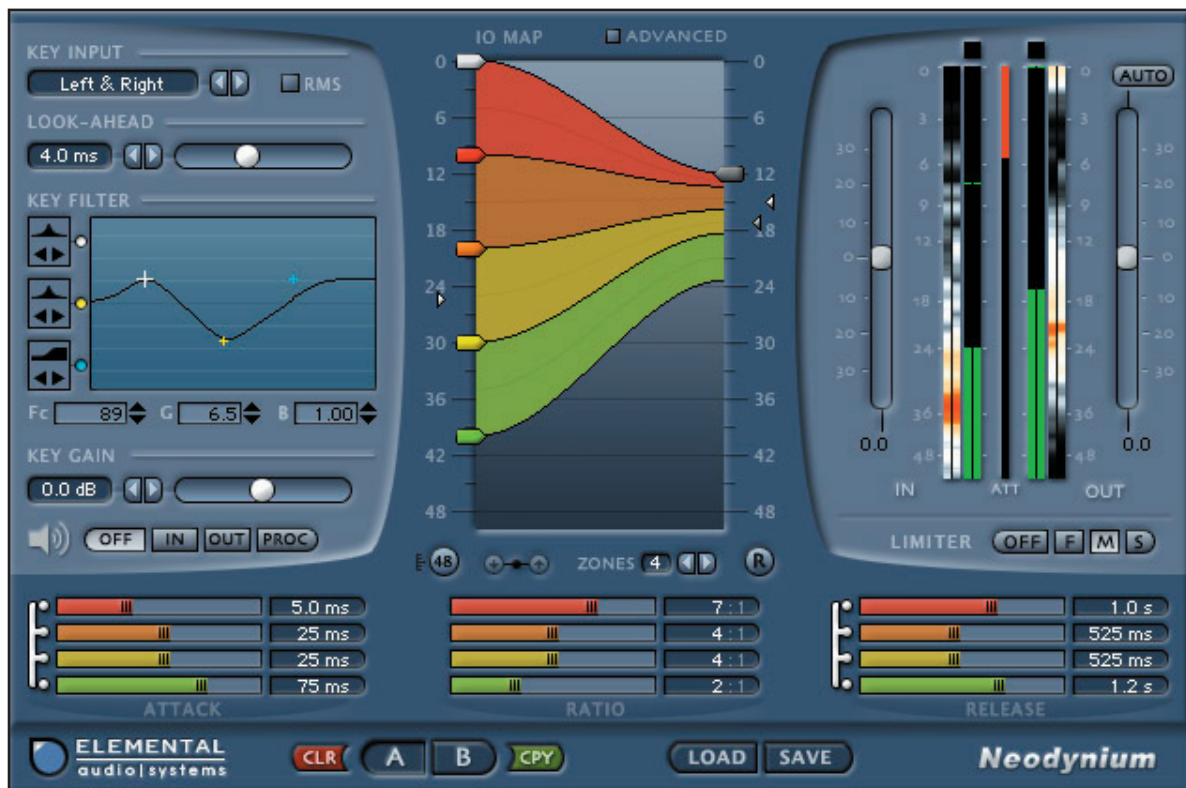 KEY INPUT
Left & Right
RMS
LOOK-AHEAD
4.0 ms
KEY FILTER
Fc 89 G 6.5 B 1.00
KEY GAIN
0.0 dB
OFF IN OUT PROC
IO MAP ADVANCED
0 0
6 6
12 12
18 18
24 24
30 30
36 36
42 42
48 48
48 ZONES 4 R
AUTO
0 0
3 3
6 6
9 9
12 12
18 18
24 24
36 36
48 48
30 30
20 20
10 10
0 0
10 10
20 20
30 30
0.0 0.0
IN ATT OUT
LIMITER OFF F M S
5.0 ms
25 ms
25 ms
75 ms
ATTACK
7 : 1
4 : 1
4 : 1
2 : 1
RATIO
1.0 s
525 ms
525 ms
1.2 s
RELEASE
ELEMENTAL
audio|systems
CLR A B CPY
LOAD SAVE
Neodynium